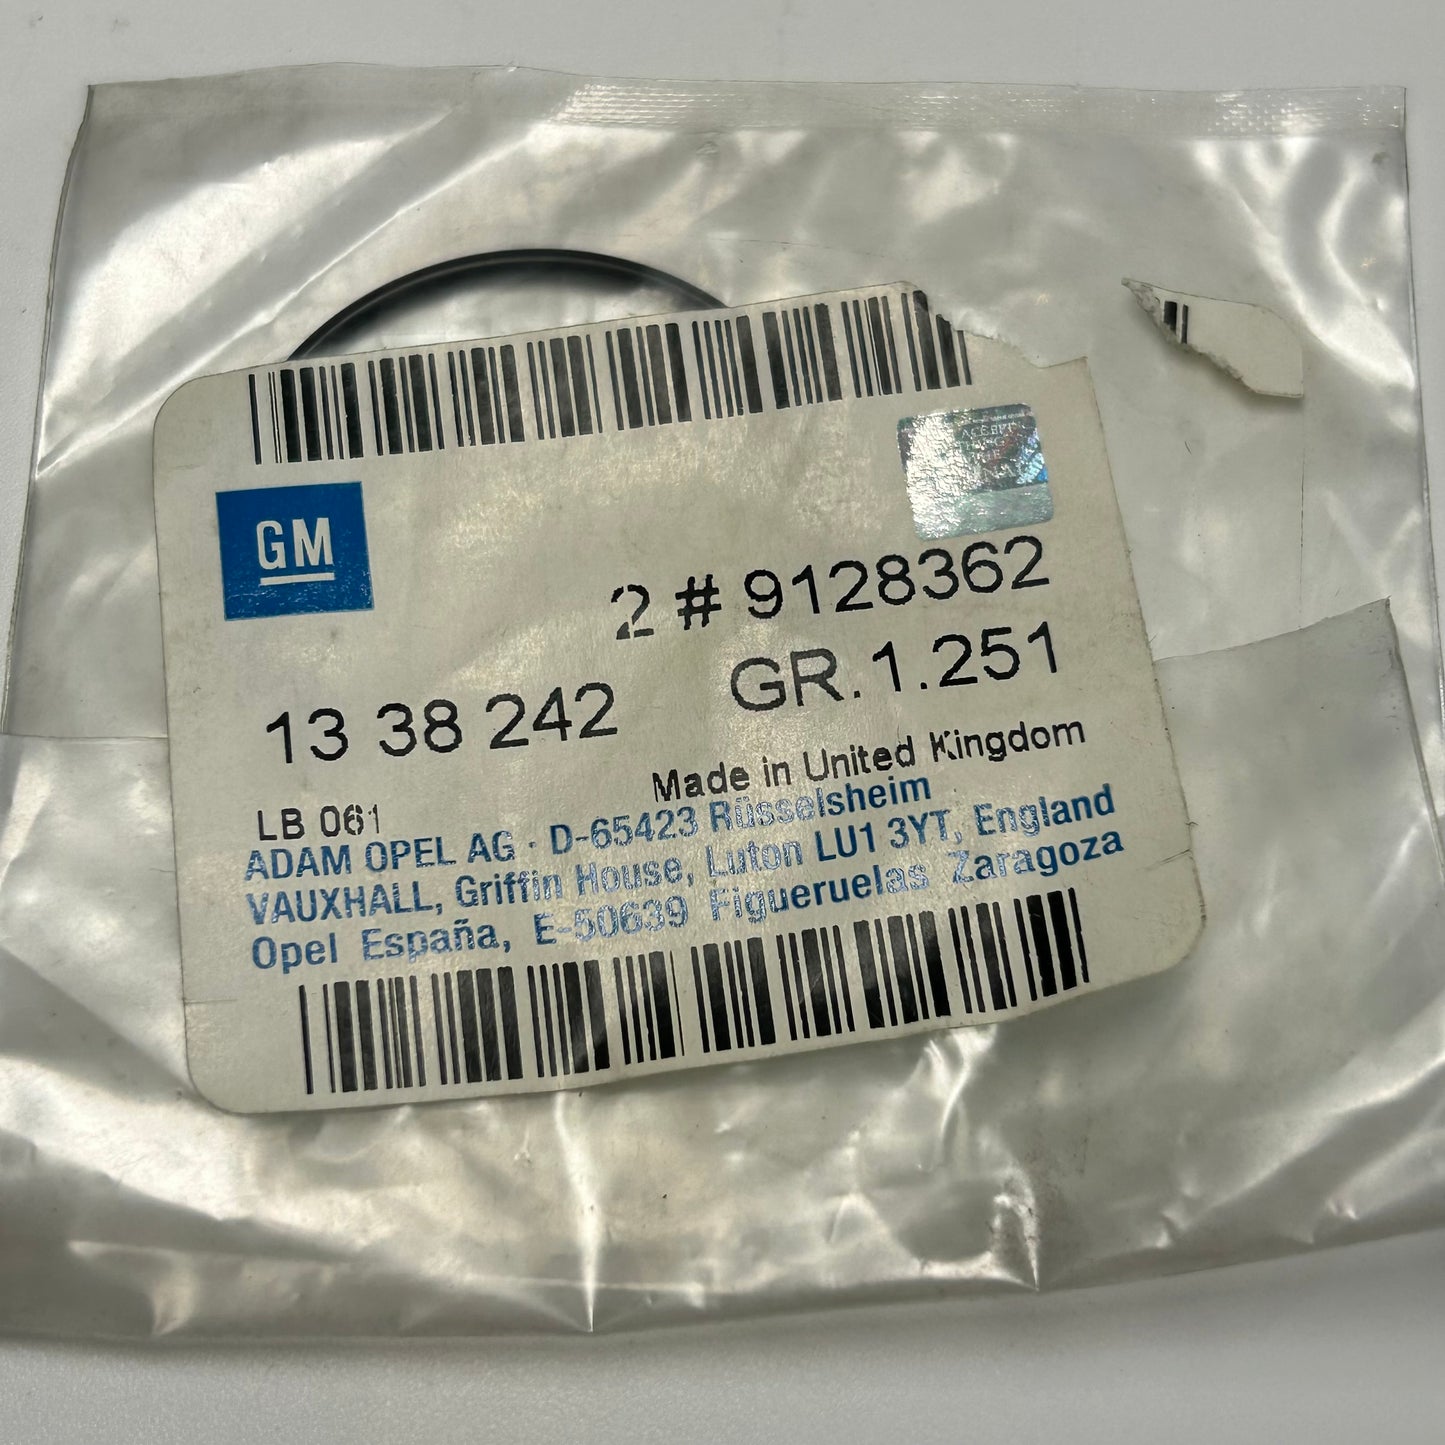 GM
2 # 9128362
13 38 242 GR.1.251
Made in United Kingdom
LB 061
ADAM OPEL AG · D-65423 Rüsselsheim
VAUXHALL, Griffin House, Luton LU1 3YT, England
Opel España, E-50639 Figueruelas Zaragoza